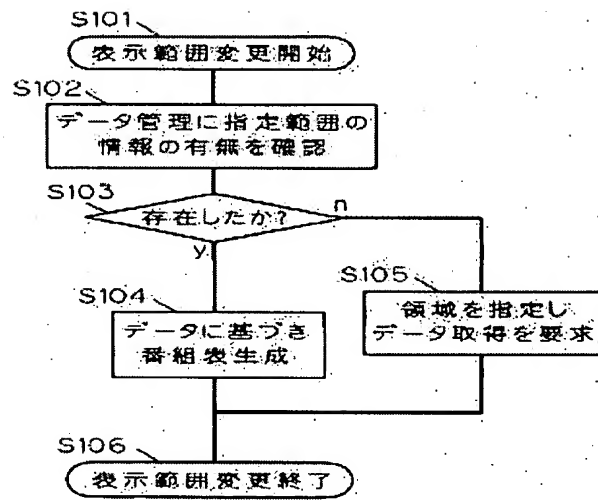 S101
表示範囲変更開始
S102
データ管理に指定範囲の
情報の有無を確認
S103
存在したか?
n
y
S105
領域を指定し
データ取得を要求
S104
データに基づき
番組表生成
S106
表示範囲変更終了